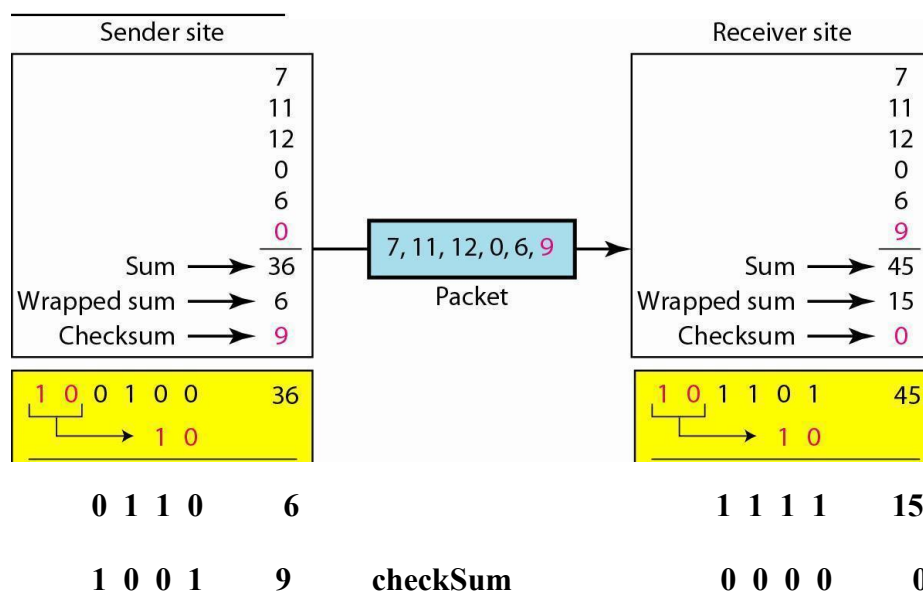 Sender site
7
11
12
0
6
0
Sum 36
Wrapped sum 6
Checksum 9
1 0 0 1 0 0 36
1 0
0 1 1 0 6
1 0 0 1 9
7, 11, 12, 0, 6, 9
Packet
checkSum
Receiver site
7
11
12
0
6
9
Sum 45
Wrapped sum 15
Checksum 0
1 0 1 1 0 1 45
1 0
1 1 1 1 15
0 0 0 0 0